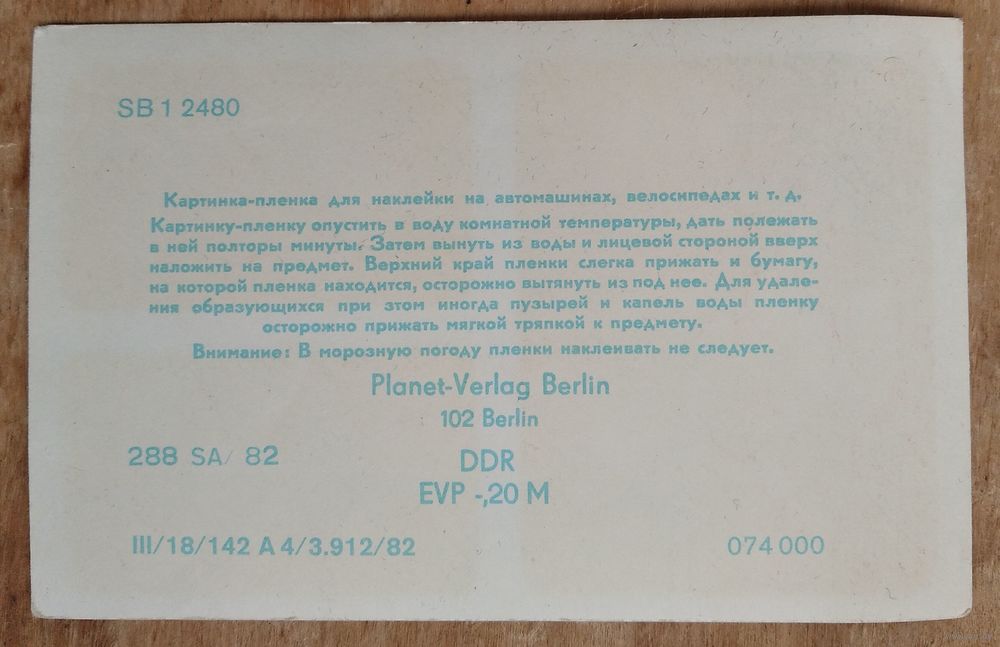 SB 1 2480
Картинка-пленка для наклейки на автомашинах, велосипедах и т. д.
Картинку-пленку опустить в воду комнатной температуры, дать полежать
в ней полторы минуты. Затем вынуть из воды и лицевой стороной вверх
наложить на предмет. Верхний край пленки слегка прижать и бумагу,
на которой пленка находится, осторожно вытянуть из под нее. Для удале-
ния образующихся при этом иногда пузырей и капель воды пленку
осторожно прижать мягкой тряпкой к предмету.
Внимание: В морозную погоду пленки наклеивать не следует.
Planet-Verlag Berlin
102 Berlin
288 SA/ 82
DDR
EVP -,20 M
III/18/142 A 4/3.912/82
074 000